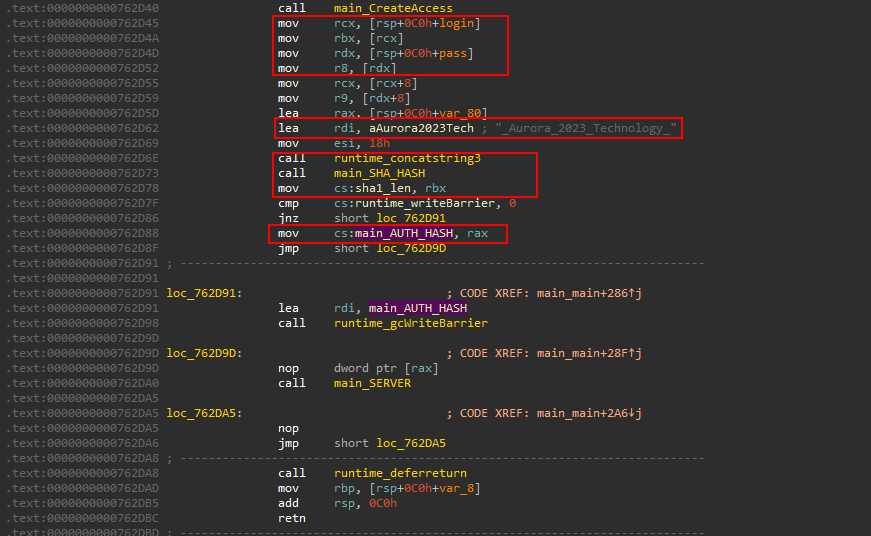 .text:0000000000762D40 call main_CreateAccess
.text:0000000000762D45 mov rcx, [rsp+0C0h+login]
.text:0000000000762D4A mov rbx, [rcx]
.text:0000000000762D4D mov rdx, [rsp+0C0h+pass]
.text:0000000000762D52 mov r8, [rdx]
.text:0000000000762D55 mov rcx, [rcx+8]
.text:0000000000762D59 mov r9, [rdx+8]
.text:0000000000762D5D lea rax, [rsp+0C0h+var_80]
.text:0000000000762D62 lea rdi, aAurora2023Tech ; "_Aurora_2023_Technology_"
.text:0000000000762D69 mov esi, 18h
.text:0000000000762D6E call runtime_concatstring3
.text:0000000000762D73 call main_SHA_HASH
.text:0000000000762D78 mov cs:sha1_len, rbx
.text:0000000000762D7F cmp cs:runtime_writeBarrier, 0
.text:0000000000762D86 jnz short loc_762D91
.text:0000000000762D88 mov cs:main_AUTH_HASH, rax
.text:0000000000762D8F jmp short loc_762D9D
.text:0000000000762D91 ; ---------------------------------------------------------------------------
.text:0000000000762D91
.text:0000000000762D91 loc_762D91: ; CODE XREF: main_main+286↑j
.text:0000000000762D91 lea rdi, main_AUTH_HASH
.text:0000000000762D98 call runtime_gcWriteBarrier
.text:0000000000762D9D
.text:0000000000762D9D loc_762D9D: ; CODE XREF: main_main+28F↑j
.text:0000000000762D9D nop dword ptr [rax]
.text:0000000000762DA0 call main_SERVER
.text:0000000000762DA5
.text:0000000000762DA5 loc_762DA5: ; CODE XREF: main_main+2A6↓j
.text:0000000000762DA5 nop
.text:0000000000762DA6 jmp short loc_762DA5
.text:0000000000762DA8 ; ---------------------------------------------------------------------------
.text:0000000000762DA8 call runtime_deferreturn
.text:0000000000762DAD mov rbp, [rsp+0C0h+var_8]
.text:0000000000762DB5 add rsp, 0C0h
.text:0000000000762DBC retn
.text:0000000000762DBD ; ---------------------------------------------------------------------------